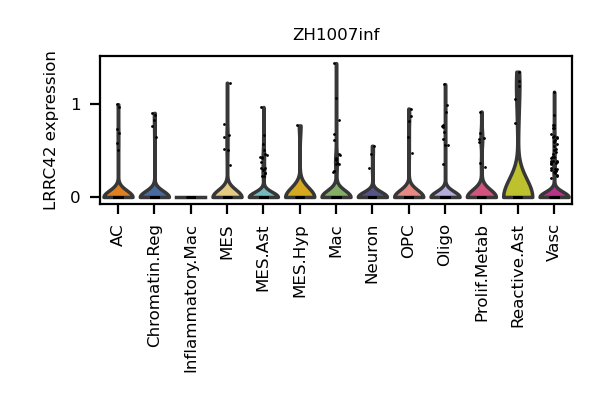 ZH1007inf
LRRC42 expression
1
0
AC
Chromatin.Reg
Inflammatory.Mac
MES
MES.Ast
MES.Hyp
Mac
Neuron
OPC
Oligo
Prolif.Metab
Reactive.Ast
Vasc